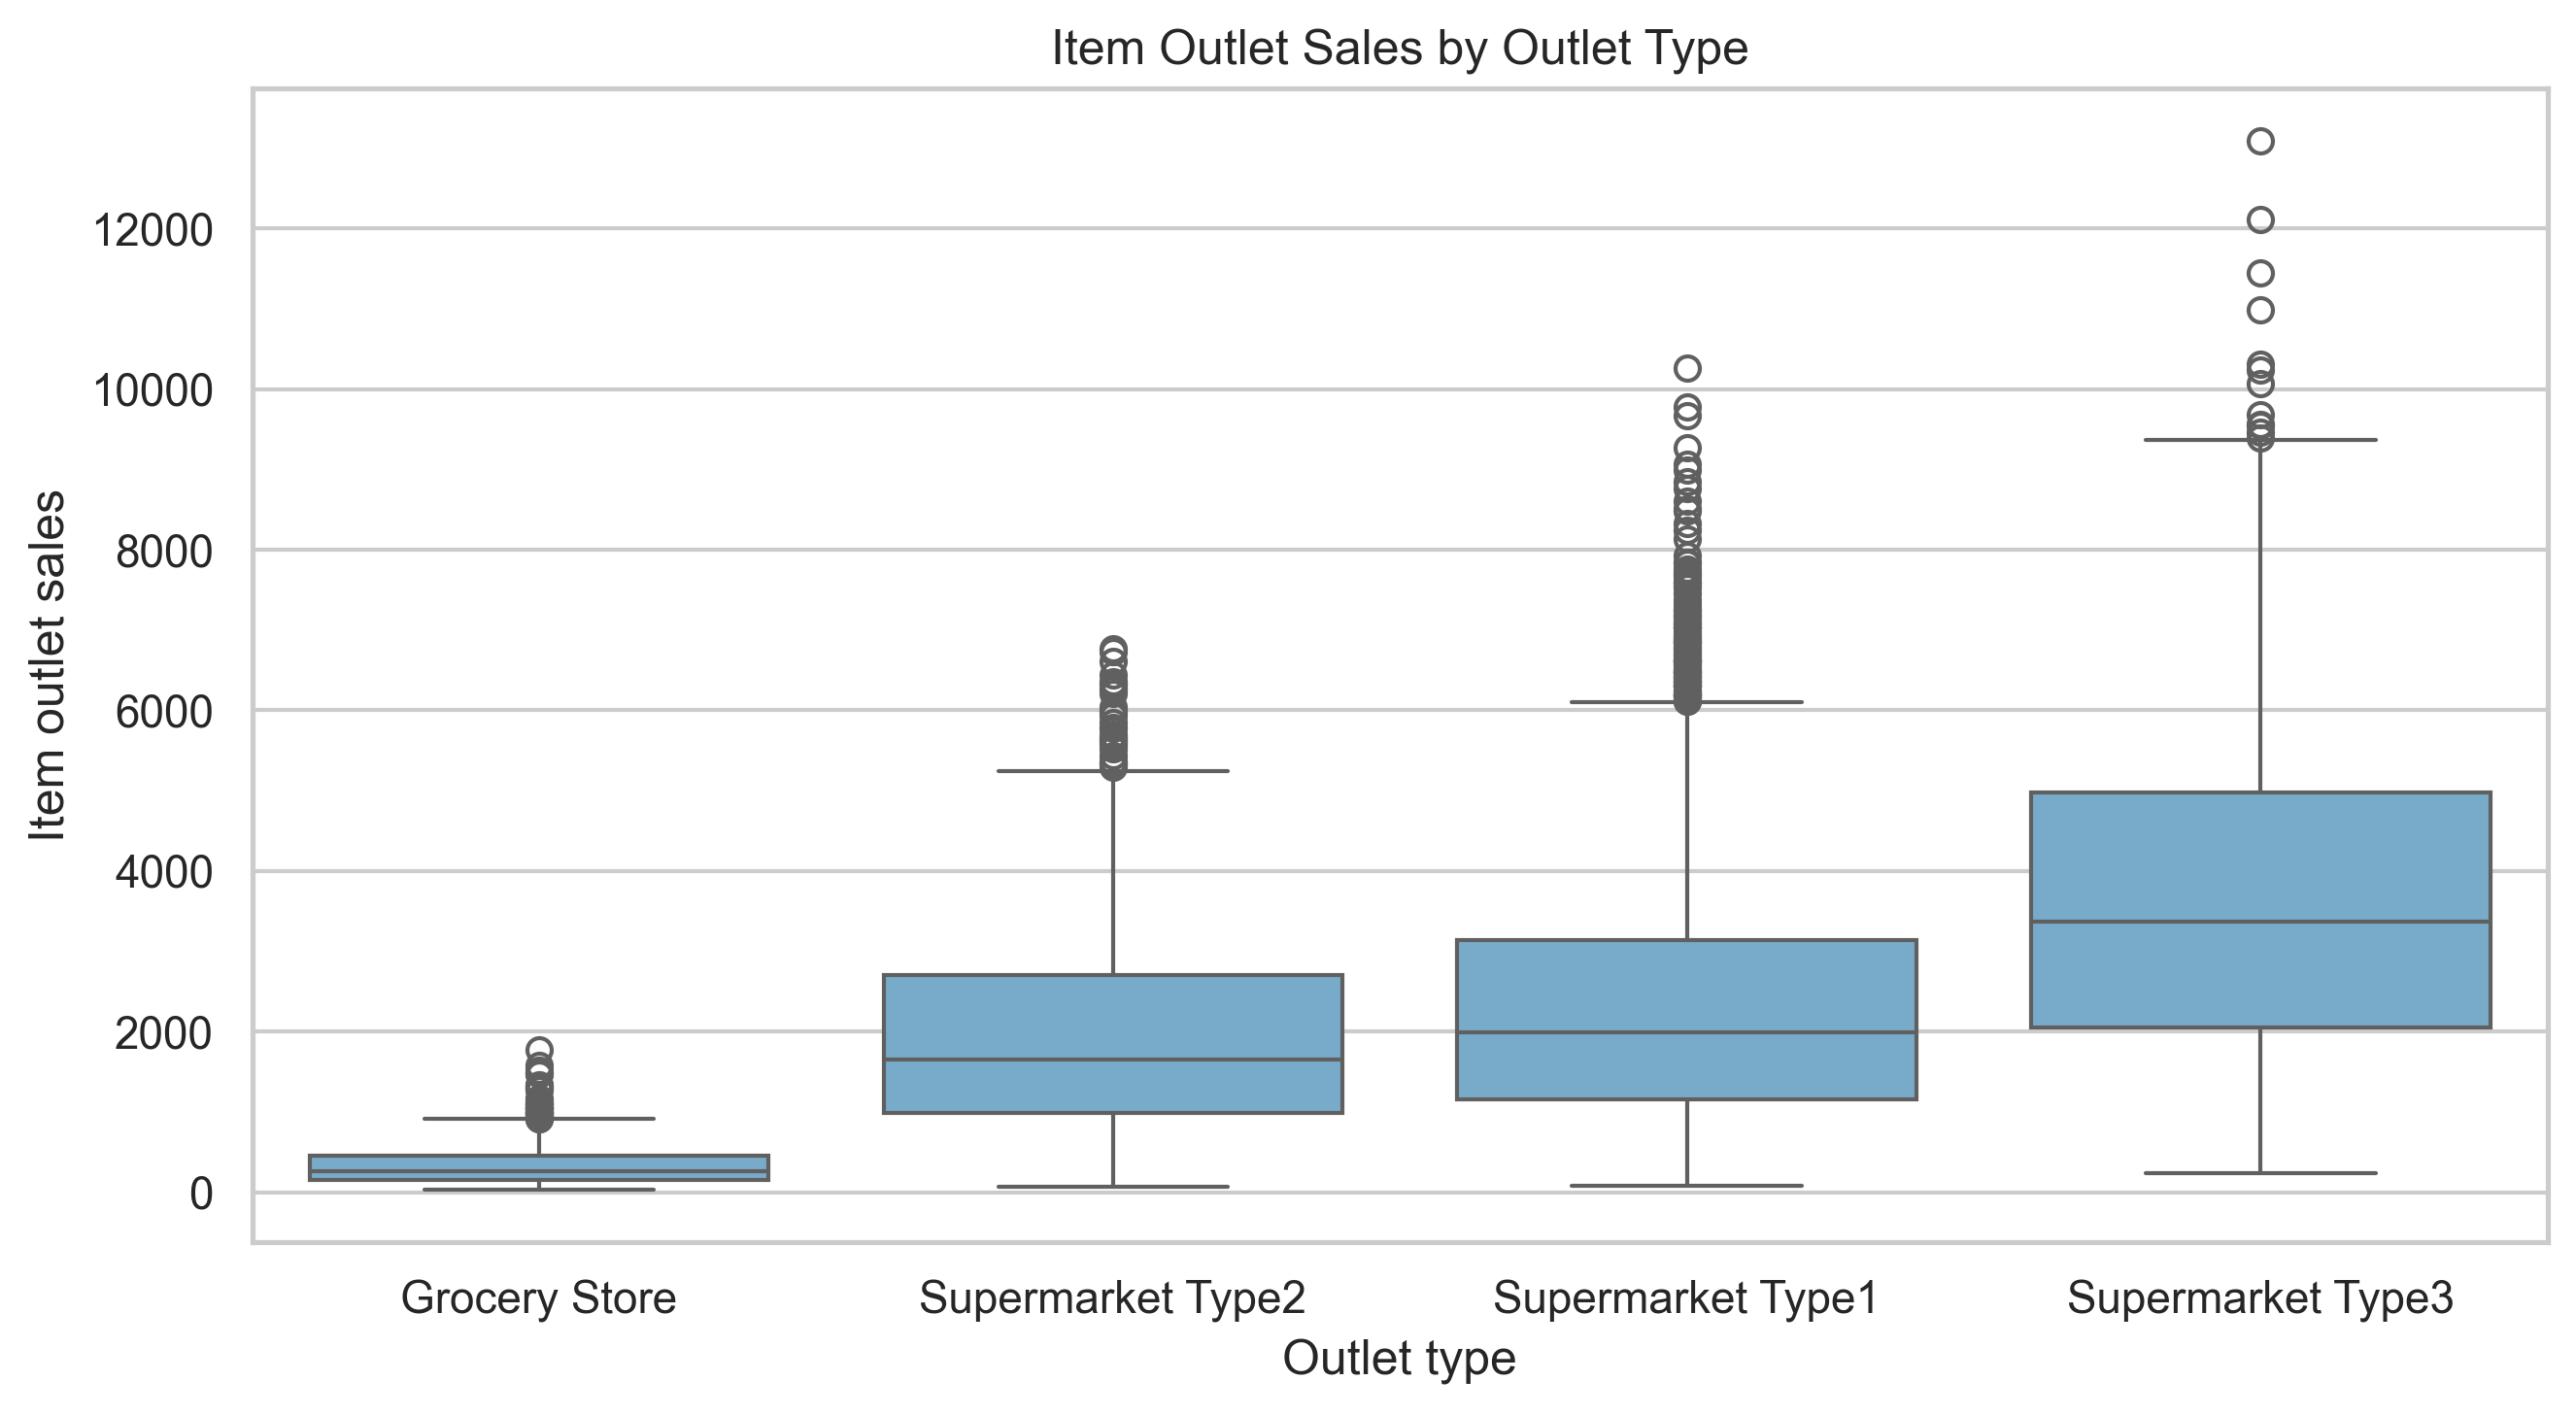 Item Outlet Sales by Outlet Type
Item outlet sales
12000
10000
8000
6000
4000
2000
0
Grocery Store
Supermarket Type2
Supermarket Type1
Supermarket Type3
Outlet type